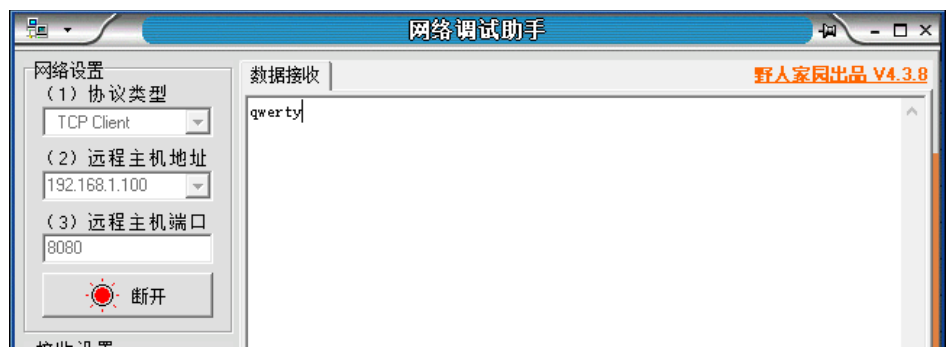 网络调试助手
网络设置
（1）协议类型
TCP Client
（2）远程主机地址
192.168.1.100
（3）远程主机端口
8080
断开
数据接收
野人家园出品 V4.3.8
qwerty